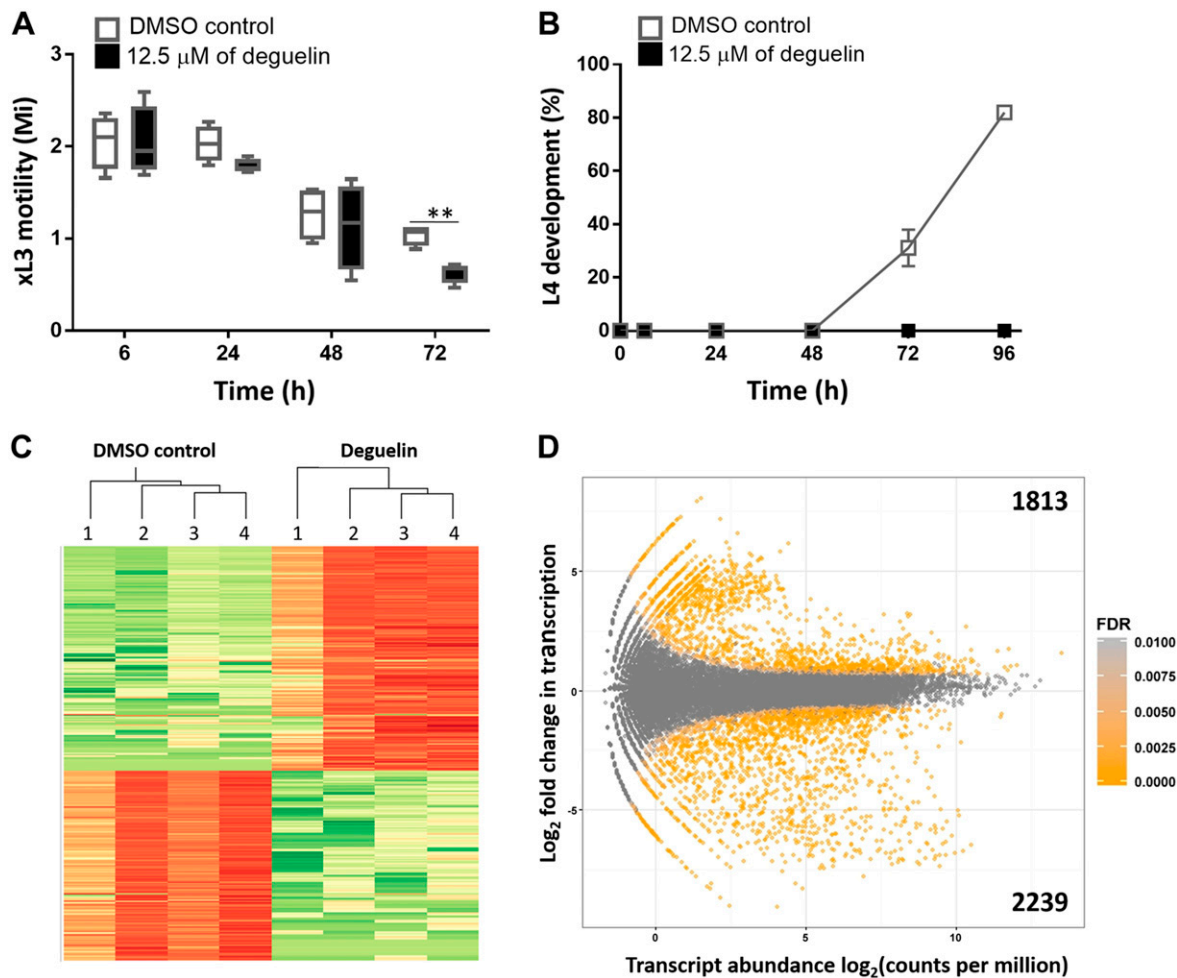 A
DMSO control
12.5 μM of deguelin
xL3 motility (Mi)
3
2
1
0
**
6 24 48 72
Time (h)
B
DMSO control
12.5 μM of deguelin
L4 development (%)
100
80
60
40
20
0
0 24 48 72 96
Time (h)
C
DMSO control Deguelin
1 2 3 4 1 2 3 4
D
1813
Log₂ fold change in transcription
5
0
-5
2239
0 5 10
Transcript abundance log₂(counts per million)
FDR
0.0100
0.0075
0.0050
0.0025
0.0000